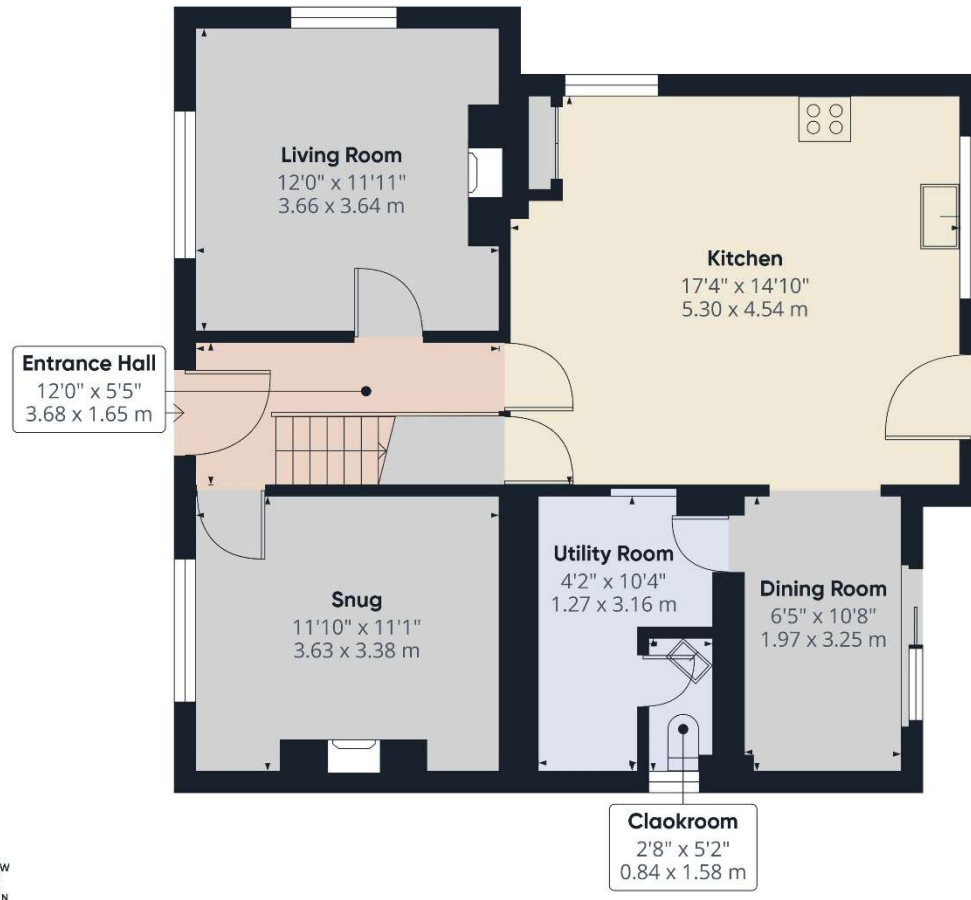 Living Room
12'0" x 11'11"
3.66 x 3.64 m
Kitchen
17'4" x 14'10"
5.30 x 4.54 m
Entrance Hall
12'0" x 5'5"
3.68 x 1.65 m
Utility Room
4'2" x 10'4"
1.27 x 3.16 m
Dining Room
6'5" x 10'8"
1.97 x 3.25 m
Snug
11'10" x 11'1"
3.63 x 3.38 m
Claokroom
2'8" x 5'2"
0.84 x 1.58 m
W
N